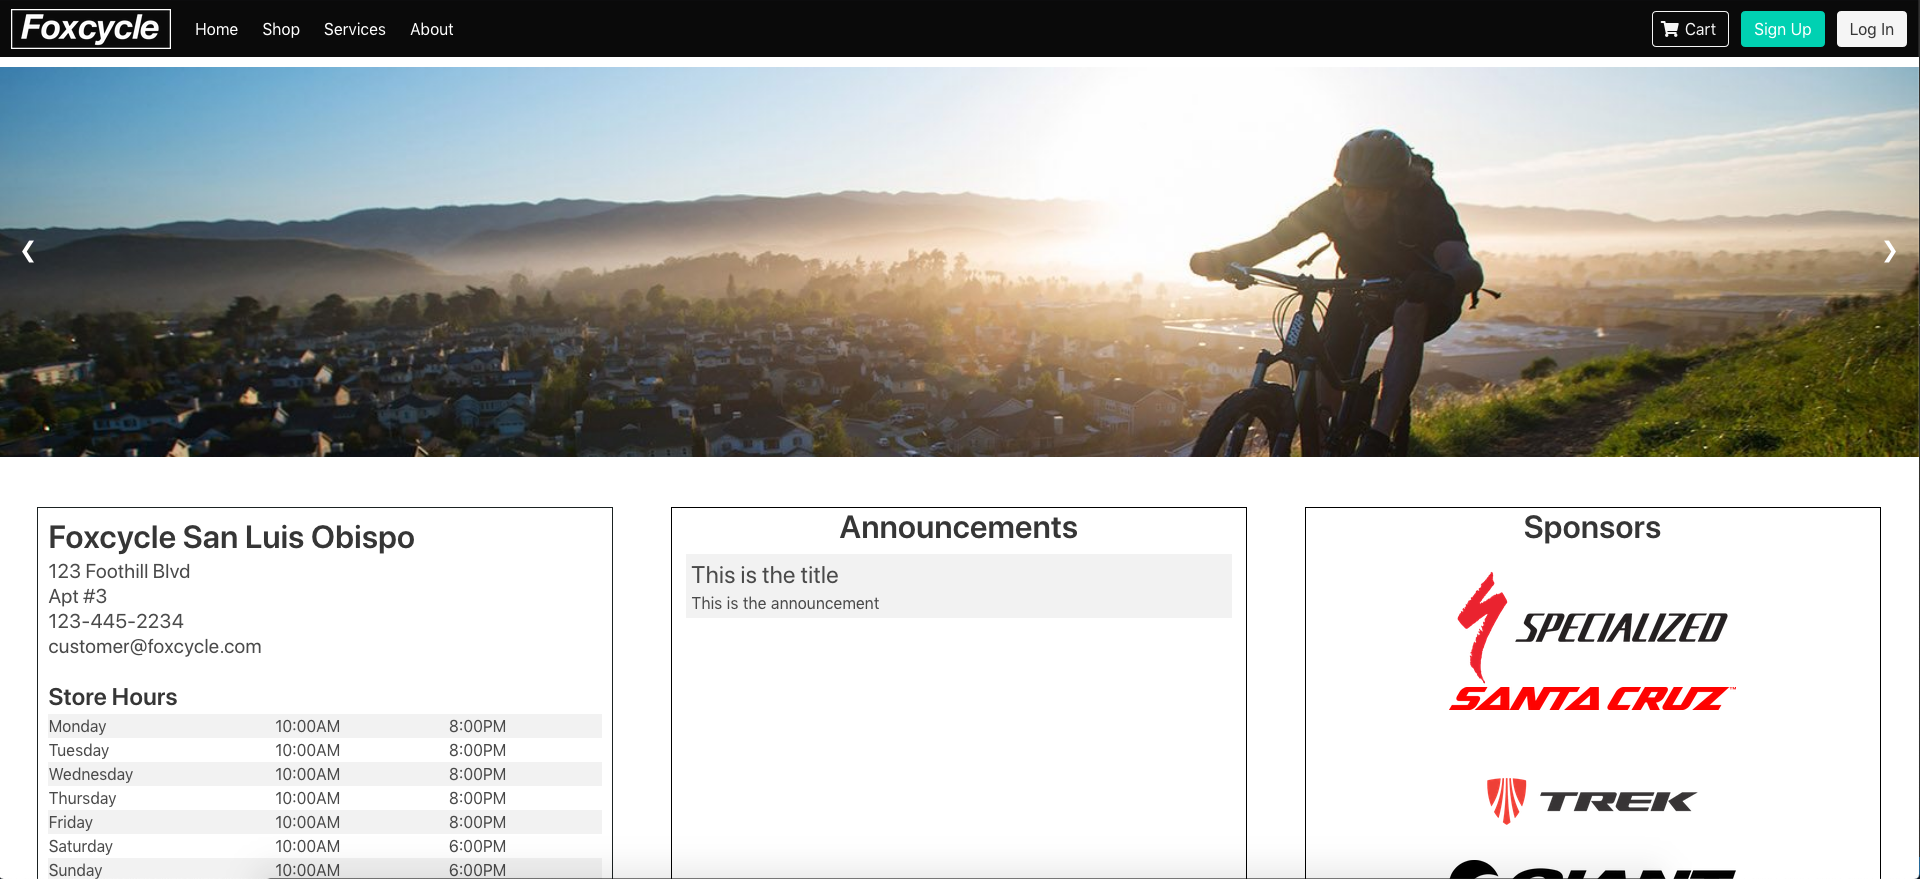 Foxcycle Home Shop Services About Cart Sign Up Log In
❮ ❯
Foxcycle San Luis Obispo
123 Foothill Blvd
Apt #3
123-445-2234
customer@foxcycle.com
Store Hours
Monday 10:00AM 8:00PM
Tuesday 10:00AM 8:00PM
Wednesday 10:00AM 8:00PM
Thursday 10:00AM 8:00PM
Friday 10:00AM 8:00PM
Saturday 10:00AM 6:00PM
Sunday 10:00AM 6:00PM
Announcements
This is the title
This is the announcement
Sponsors
SPECIALIZED
SANTA CRUZ™
TREK
GIANT